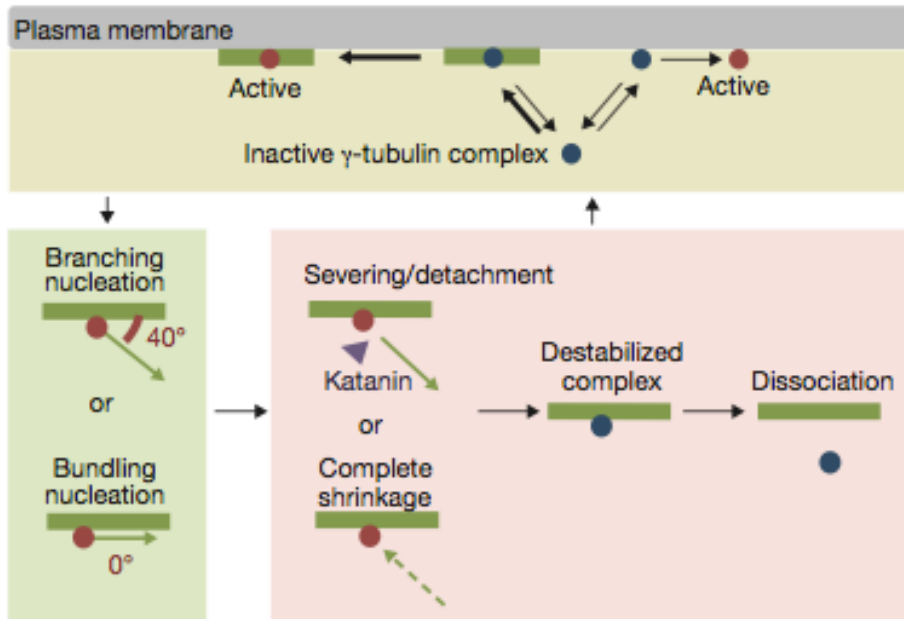 Plasma membrane
Active
Active
Inactive γ-tubulin complex
Branching
nucleation
40°
or
Bundling
nucleation
0°
Severing/detachment
Katanin
or
Complete
shrinkage
Destabilized
complex
Dissociation